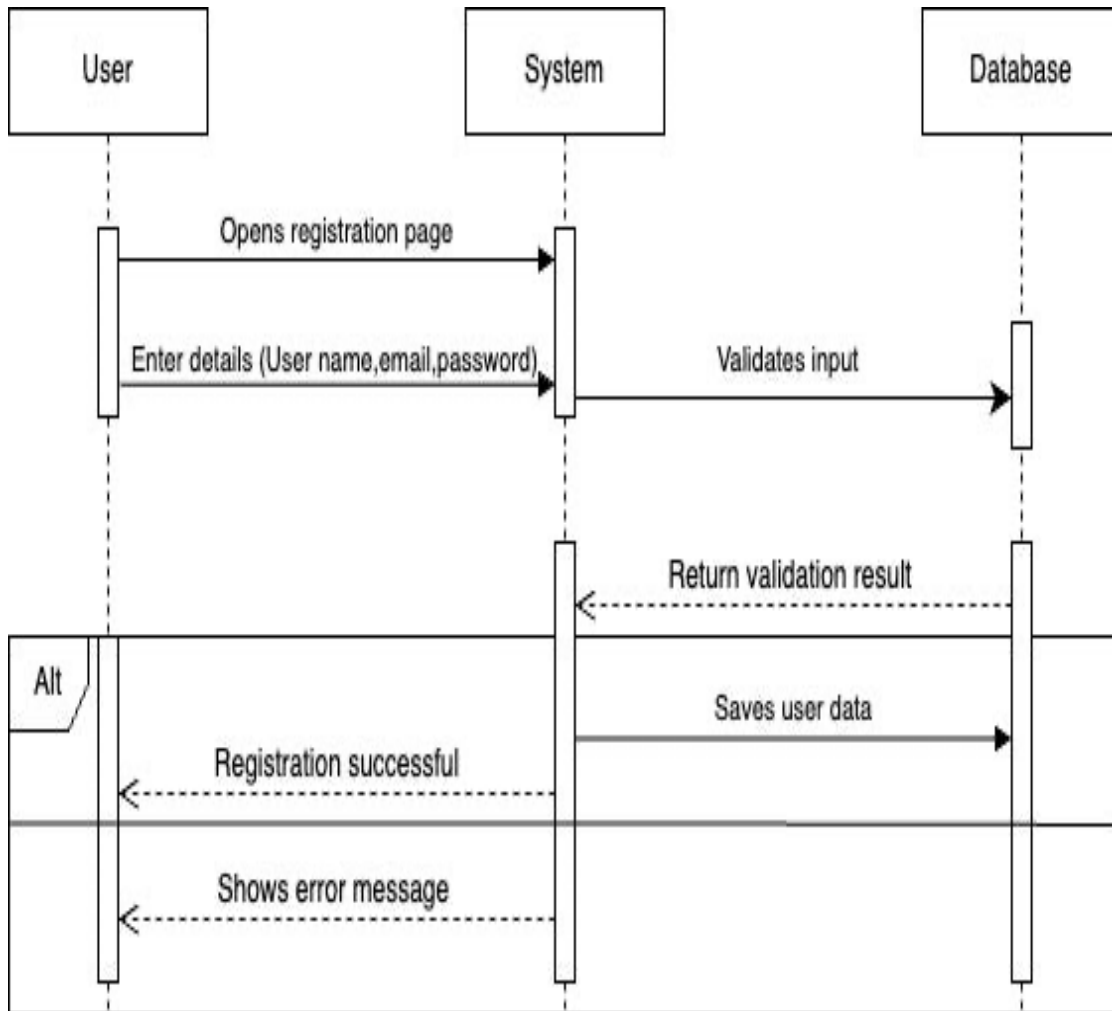 User
System
Database
Opens registration page
Enter details (User name,email,password)
Validates input
Return validation result
Alt
Saves user data
Registration successful
Shows error message